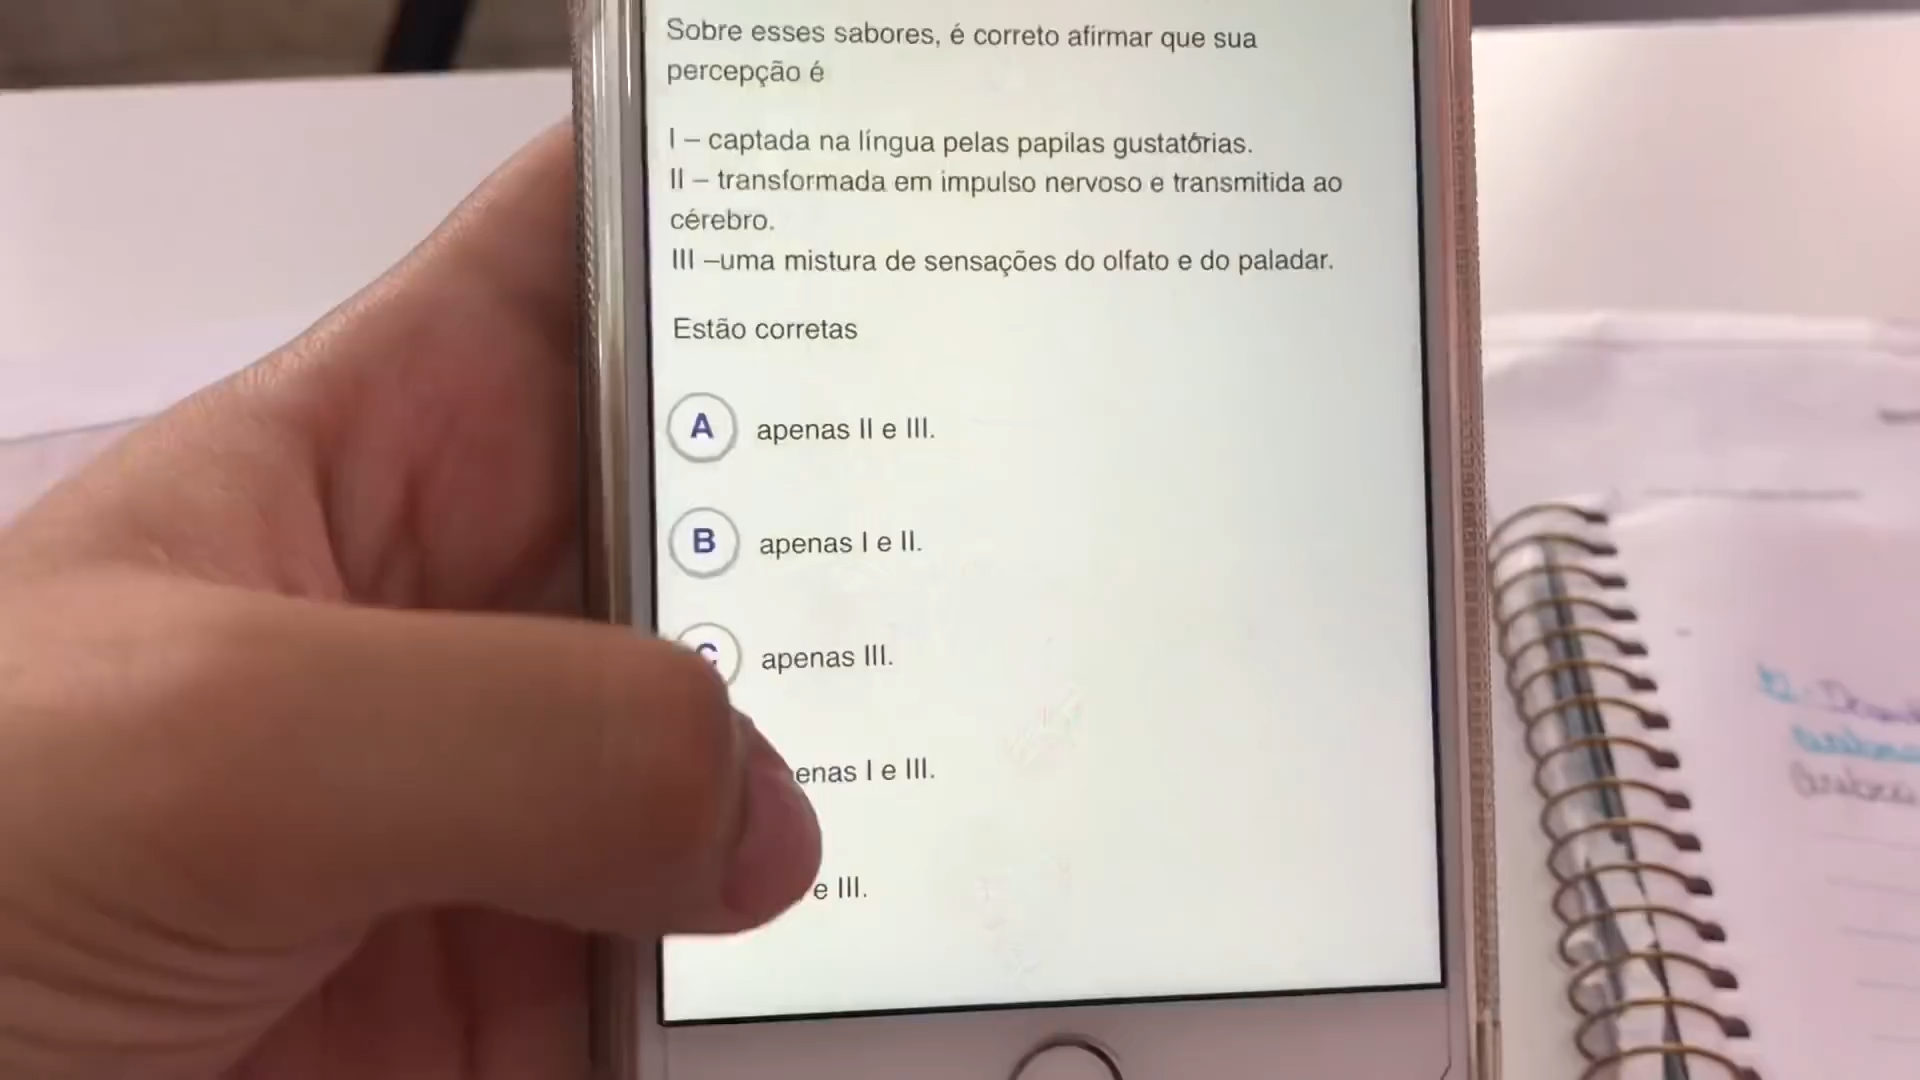 Sobre esses sabores, é correto afirmar que sua
percepção é
I – captada na língua pelas papilas gustatórias.
II – transformada em impulso nervoso e transmitida ao
cérebro.
III –uma mistura de sensações do olfato e do paladar.
Estão corretas
A apenas II e III.
B apenas I e II.
apenas III.
I e III.
e III.